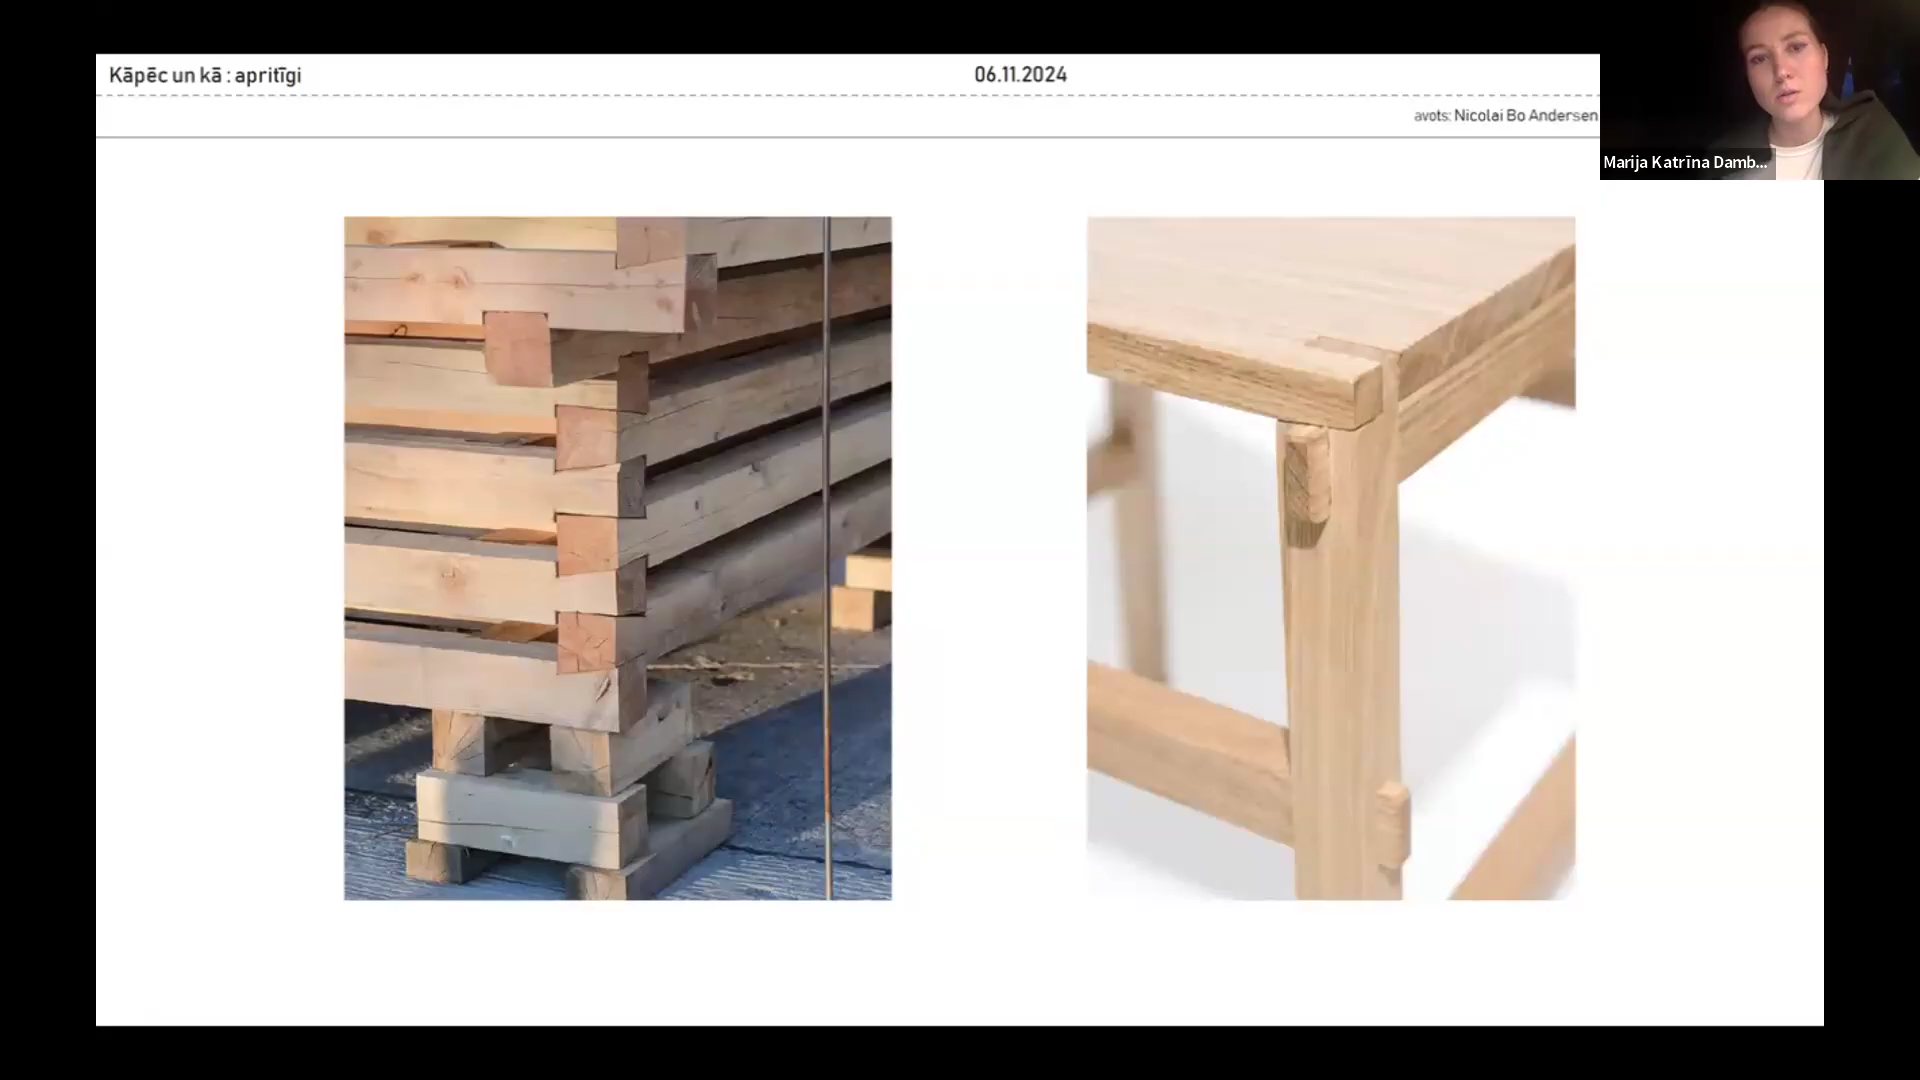 Kāpēc un kā : apritīgi
06.11.2024
avots: Nicolai Bo Andersen
Marija Katrīna Damb...